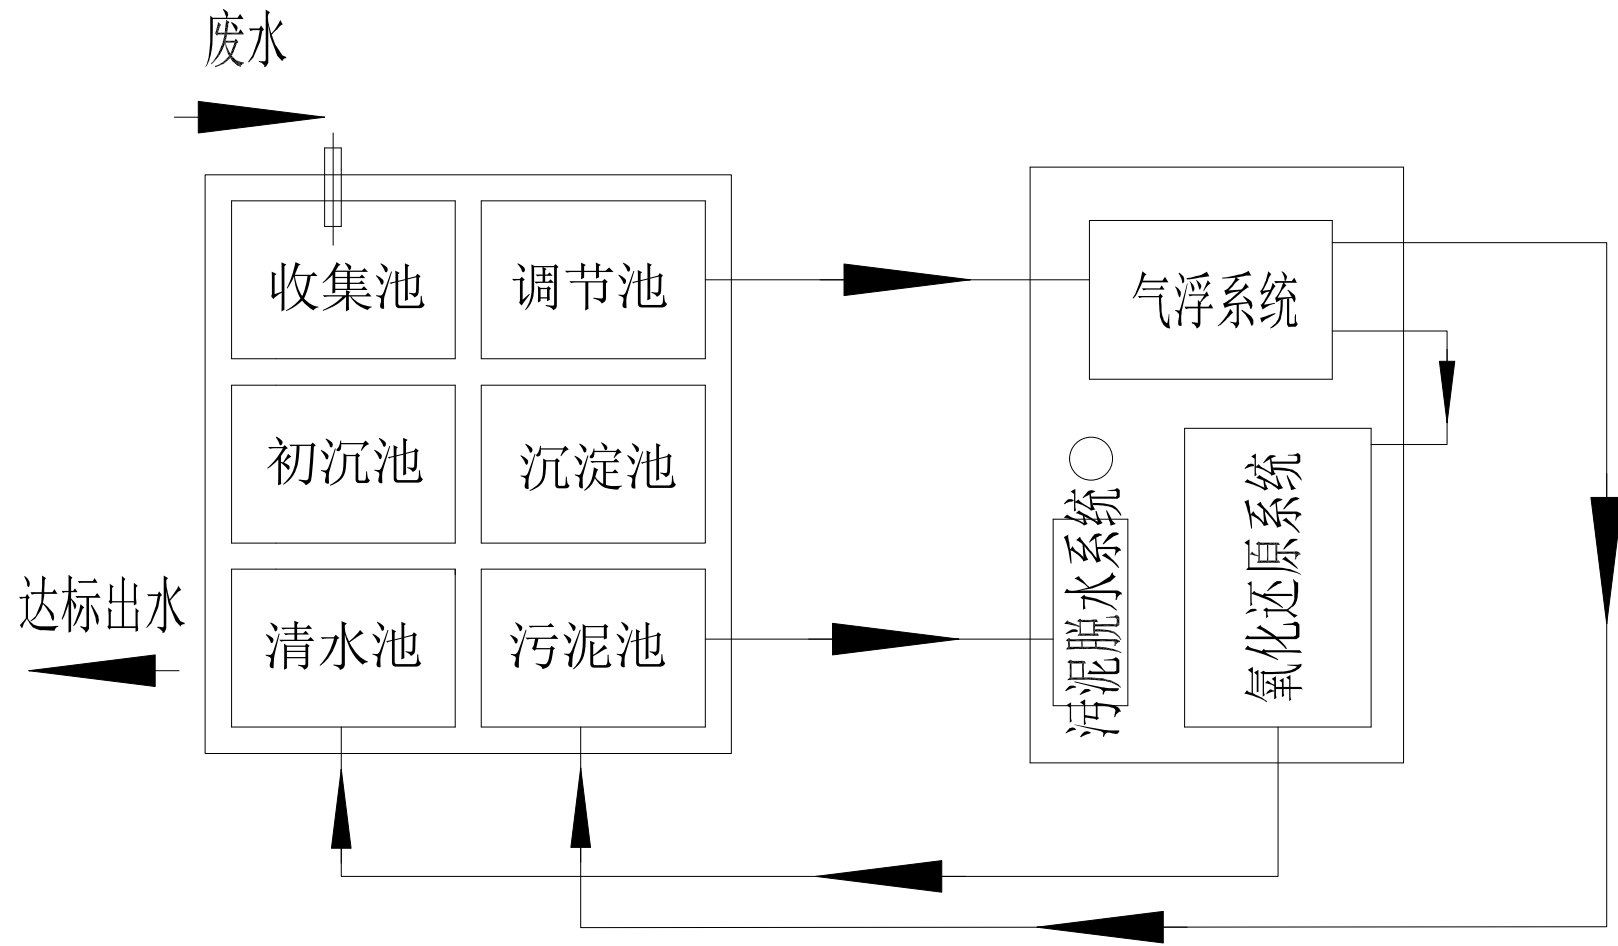 废水
收集池
调节池
气浮系统
初沉池
沉淀池
污泥脱水系统
氧化还原系统
达标出水
清水池
污泥池